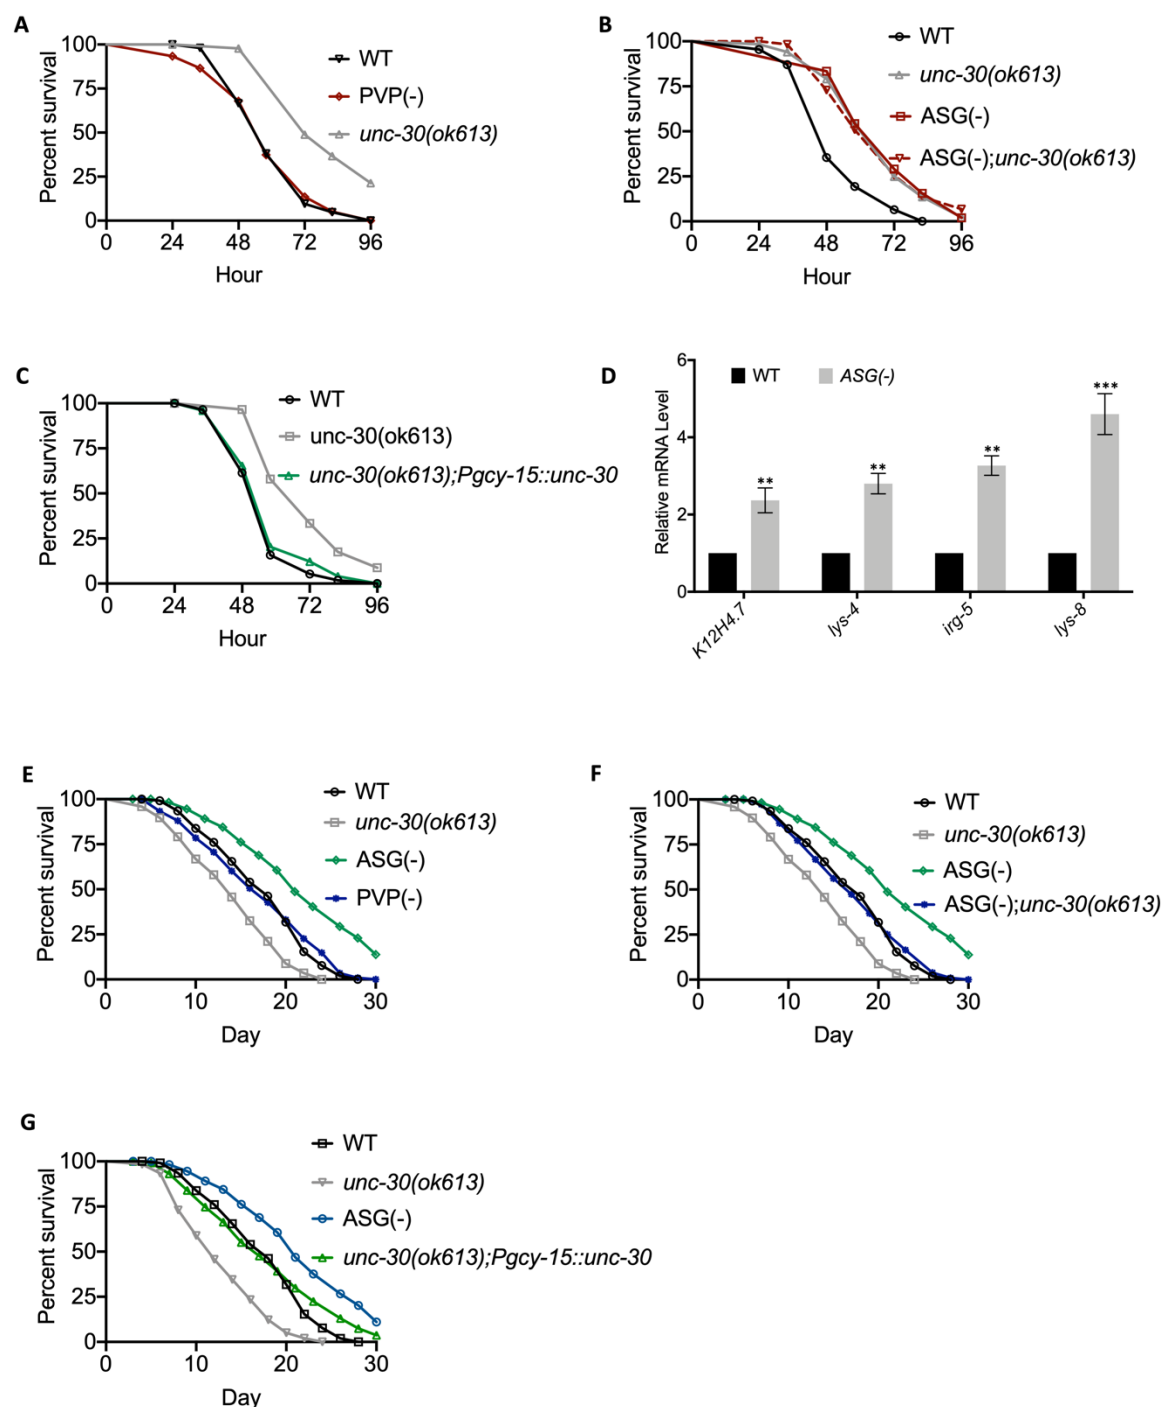 A
Percent survival
100
75
50
25
0
0 24 48 72 96
Hour
WT
PVP(-)
unc-30(ok613)
B
Percent survival
100
75
50
25
0
0 24 48 72 96
Hour
WT
unc-30(ok613)
ASG(-)
ASG(-);unc-30(ok613)
C
Percent survival
100
75
50
25
0
0 24 48 72 96
Hour
WT
unc-30(ok613)
unc-30(ok613);Pgcy-15::unc-30
D
Relative mRNA Level
6
4
2
0
WT ASG(-)
** ** ** ***
K12H4.7 lys-4 irg-5 lys-8
E
Percent survival
100
75
50
25
0
0 10 20 30
Day
WT
unc-30(ok613)
ASG(-)
PVP(-)
F
Percent survival
100
75
50
25
0
0 10 20 30
Day
WT
unc-30(ok613)
ASG(-)
ASG(-);unc-30(ok613)
G
Percent survival
100
75
50
25
0
0 10 20 30
Day
WT
unc-30(ok613)
ASG(-)
unc-30(ok613);Pgcy-15::unc-30